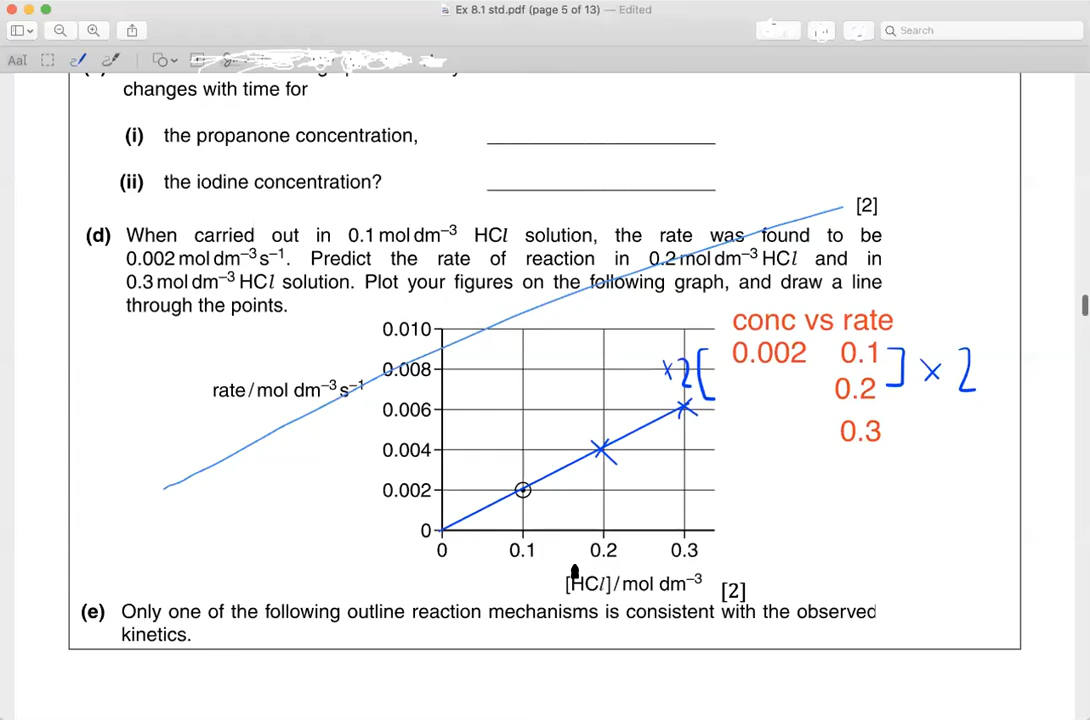 Ex 8.1 std.pdf (page 5 of 13) — Edited
Search
AaI
changes with time for
(i) the propanone concentration,
(ii) the iodine concentration?
[2]
(d) When carried out in 0.1 mol dm⁻³ HCl solution, the rate was found to be
0.002 mol dm⁻³ s⁻¹. Predict the rate of reaction in 0.2 mol dm⁻³ HCl and in
0.3 mol dm⁻³ HCl solution. Plot your figures on the following graph, and draw a line
through the points.
0.010
0.008
0.006
0.004
0.002
0
rate/mol dm⁻³ s⁻¹
0 0.1 0.2 0.3
[HCl]/mol dm⁻³
[2]
conc vs rate
0.002 0.1
0.2
0.3
×2[
] × 2
(e) Only one of the following outline reaction mechanisms is consistent with the observed
kinetics.